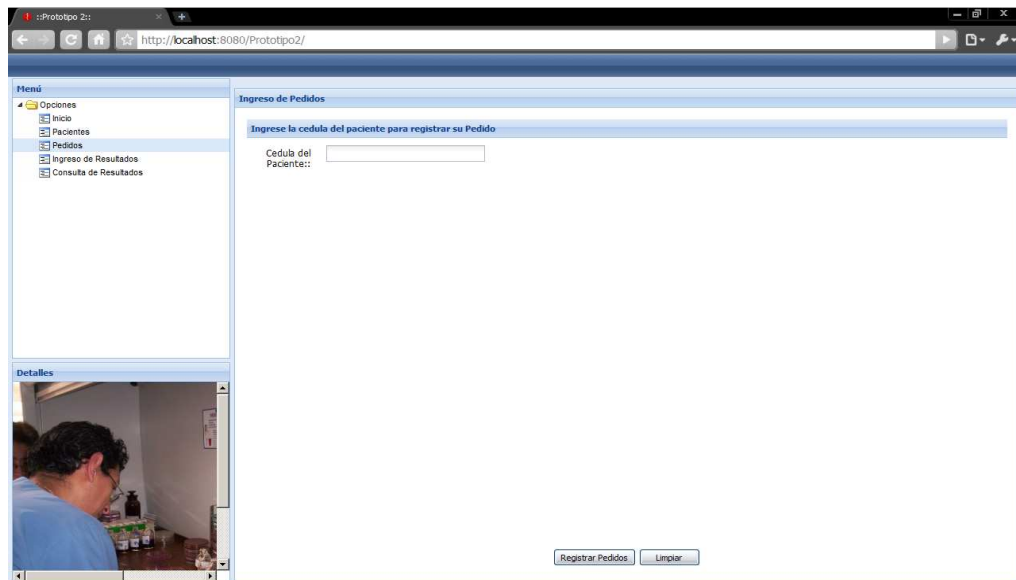 ::Prototipo 2::
http://localhost:8080/Prototipo2/
Menú
Opciones
Inicio
Pacientes
Pedidos
Ingreso de Resultados
Consulta de Resultados
Detalles
Ingreso de Pedidos
Ingrese la cedula del paciente para registrar su Pedido
Cedula del
Paciente::
Registrar Pedidos
Limpiar